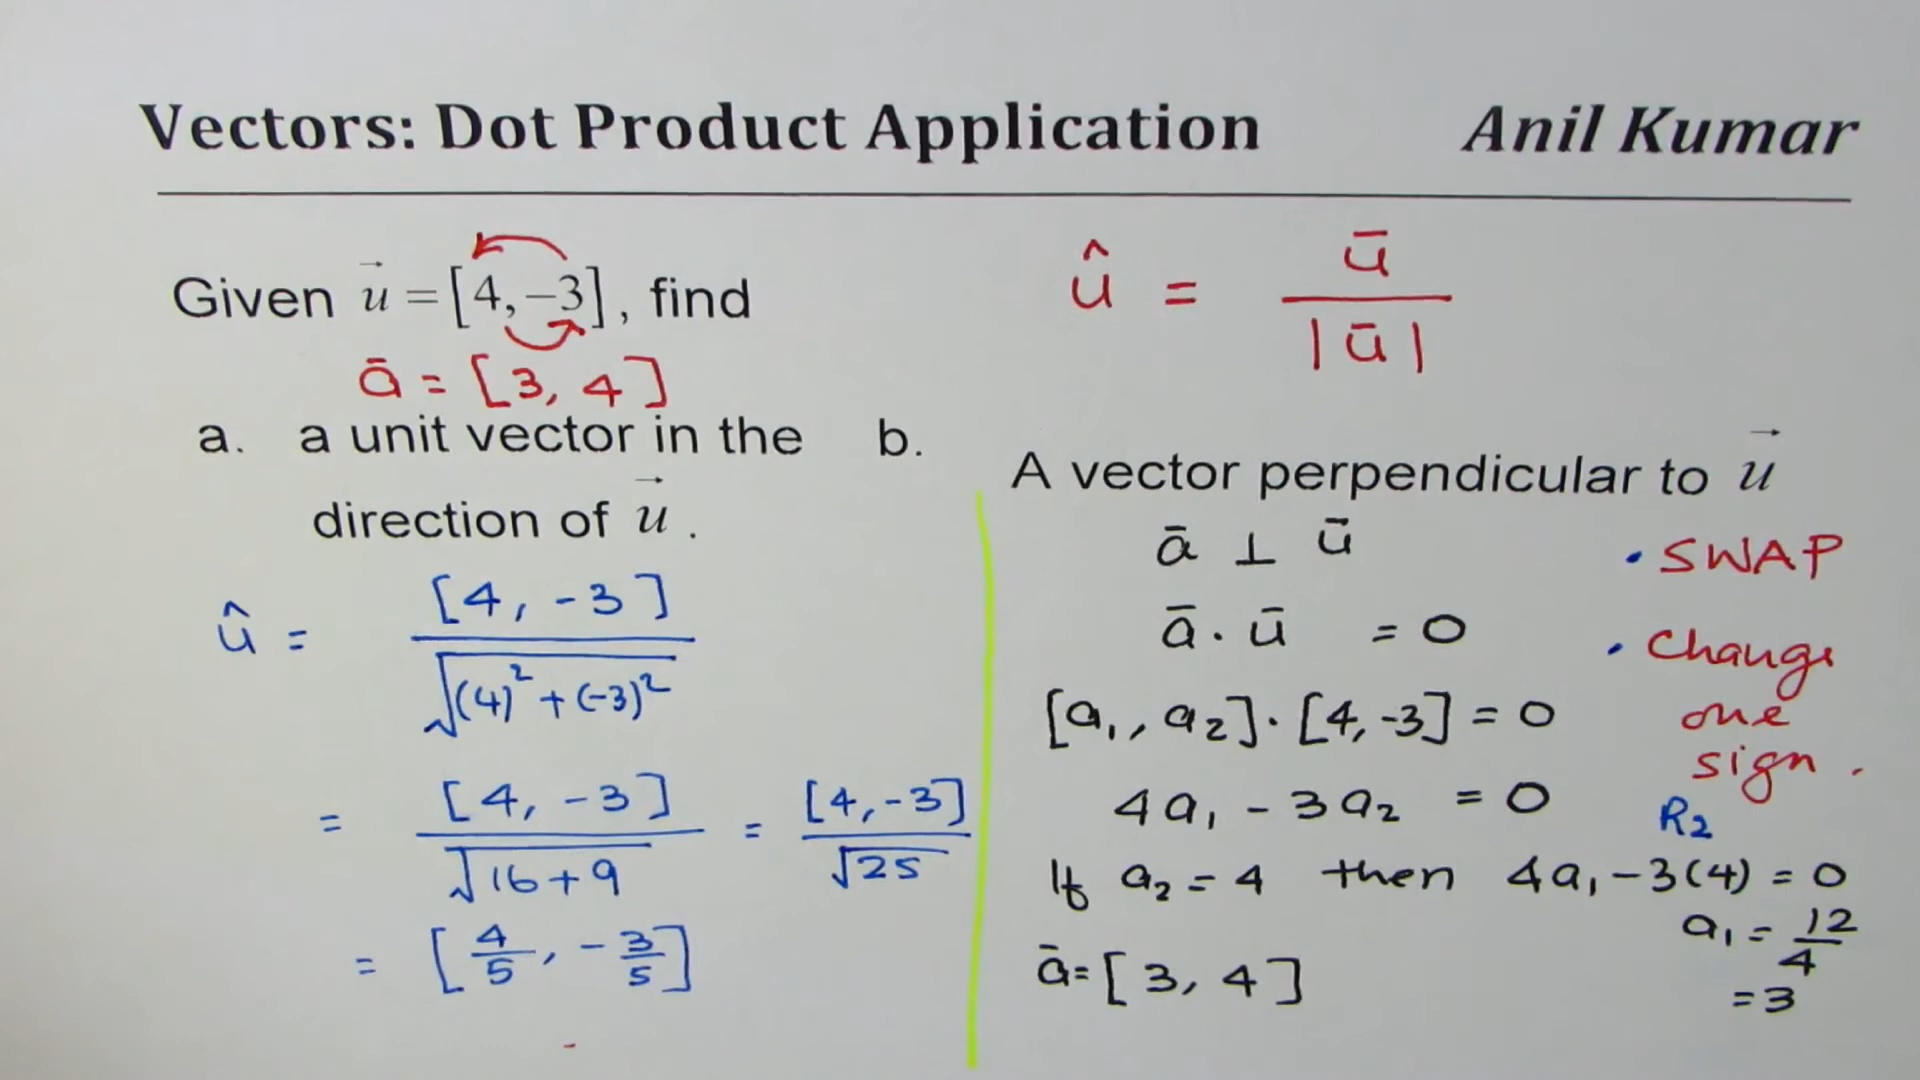 Vectors: Dot Product Application Anil Kumar
Given u⃗ = [4, −3], find
ā = [3, 4]
û = ū / |ū|
a. a unit vector in the
direction of u⃗ .
û = [4, -3] / √((4)² + (-3)²)
= [4, -3] / √(16+9) = [4, -3] / √25
= [4/5, -3/5]
b.
A vector perpendicular to u⃗
ā ⊥ ū
ā · ū = 0
[a₁, a₂] · [4, -3] = 0
4a₁ - 3a₂ = 0
If a₂ = 4 then 4a₁ - 3(4) = 0
a₁ = 12/4
= 3
ā = [3, 4]
• SWAP
• Change
one
sign.
R2